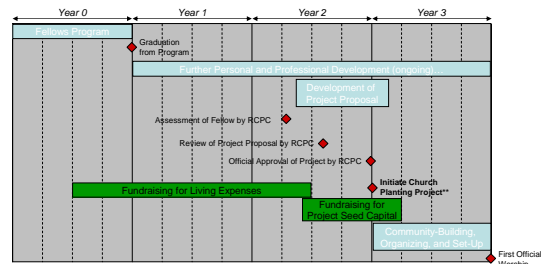 Year 0 Year 1 Year 2 Year 3
Fellows Program
Graduation
from Program
Further Personal and Professional Development (ongoing)...
Development of
Project Proposal
Assessment of Fellow by RCPC
Review of Project Proposal by RCPC
Official Approval of Project by RCPC
Initiate Church
Planting Project**
Fundraising for Living Expenses
Fundraising for
Project Seed Capital
Community-Building,
Organizing, and Set-Up
First Official
Worship